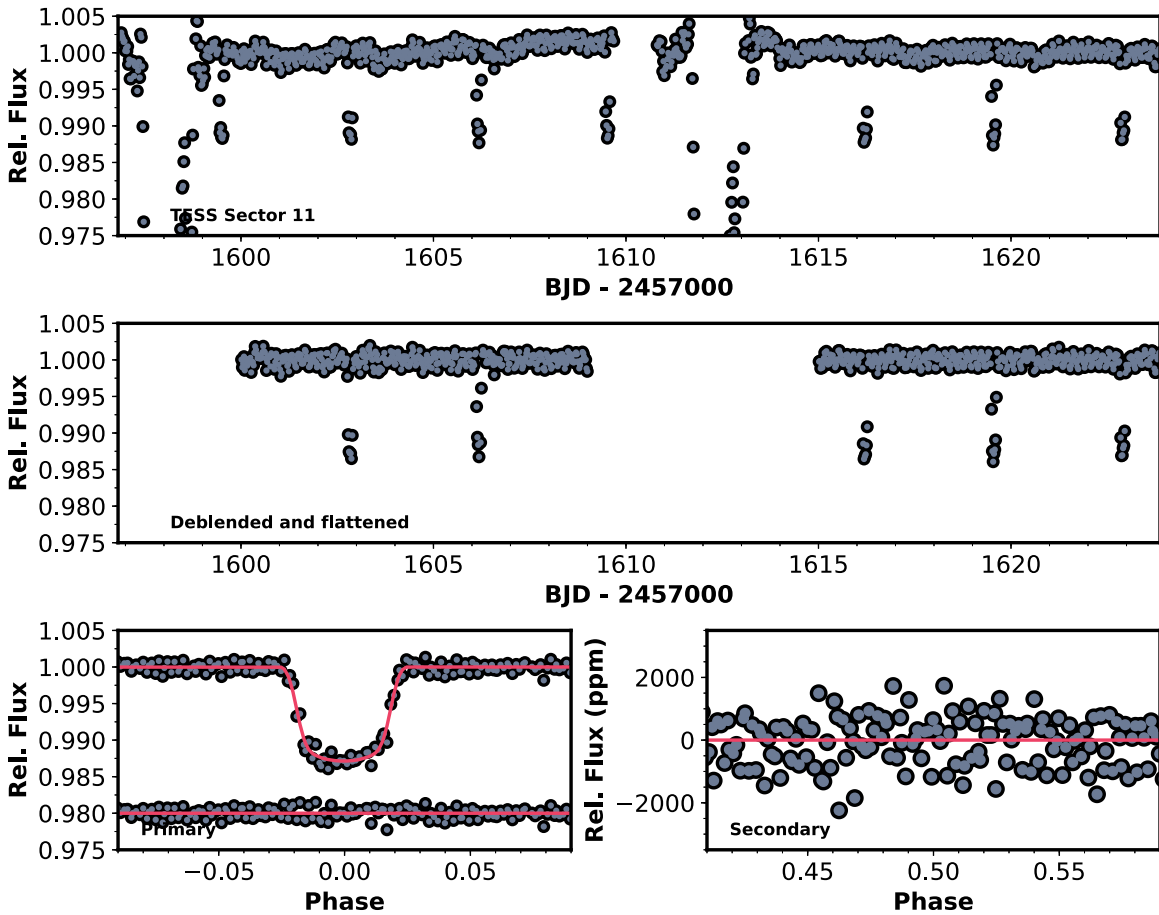 1.005
1.000
0.995
0.990
0.985
0.980
0.975
Rel. Flux
TESS Sector 11
1600 1605 1610 1615 1620
BJD - 2457000
1.005
1.000
0.995
0.990
0.985
0.980
0.975
Rel. Flux
Deblended and flattened
1600 1605 1610 1615 1620
BJD - 2457000
1.005
1.000
0.995
0.990
0.985
0.980
0.975
Rel. Flux
Primary
−0.05 0.00 0.05
Phase
2000
0
−2000
Rel. Flux (ppm)
Secondary
0.45 0.50 0.55
Phase